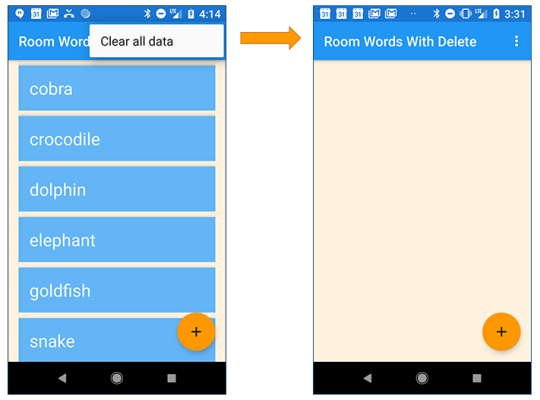 4:14
Room Word
Clear all data
cobra
crocodile
dolphin
elephant
goldfish
snake
+
31 31 31 3:31
Room Words With Delete
+